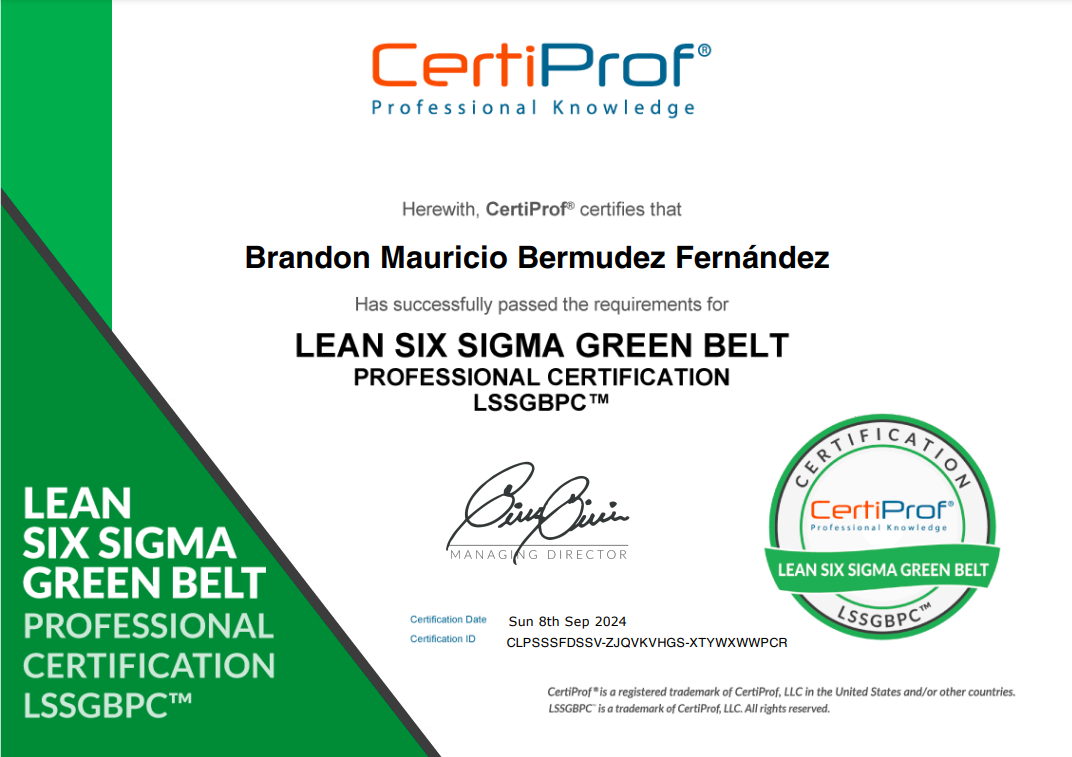 CertiProf®
Professional Knowledge
Herewith, CertiProf® certifies that
Brandon Mauricio Bermudez Fernández
Has successfully passed the requirements for
LEAN SIX SIGMA GREEN BELT
PROFESSIONAL CERTIFICATION
LSSGBPC™
MANAGING DIRECTOR
Certification Date Sun 8th Sep 2024
Certification ID CLPSSSFDSSV-ZJQVKVHGS-XTYWXWWPCR
LEAN
SIX SIGMA
GREEN BELT
PROFESSIONAL
CERTIFICATION
LSSGBPC™
CERTIFICATION
CertiProf®
Professional Knowledge
LEAN SIX SIGMA GREEN BELT
LSSGBPC™
CertiProf® is a registered trademark of CertiProf, LLC in the United States and/or other countries.
LSSGBPC™ is a trademark of CertiProf, LLC. All rights reserved.